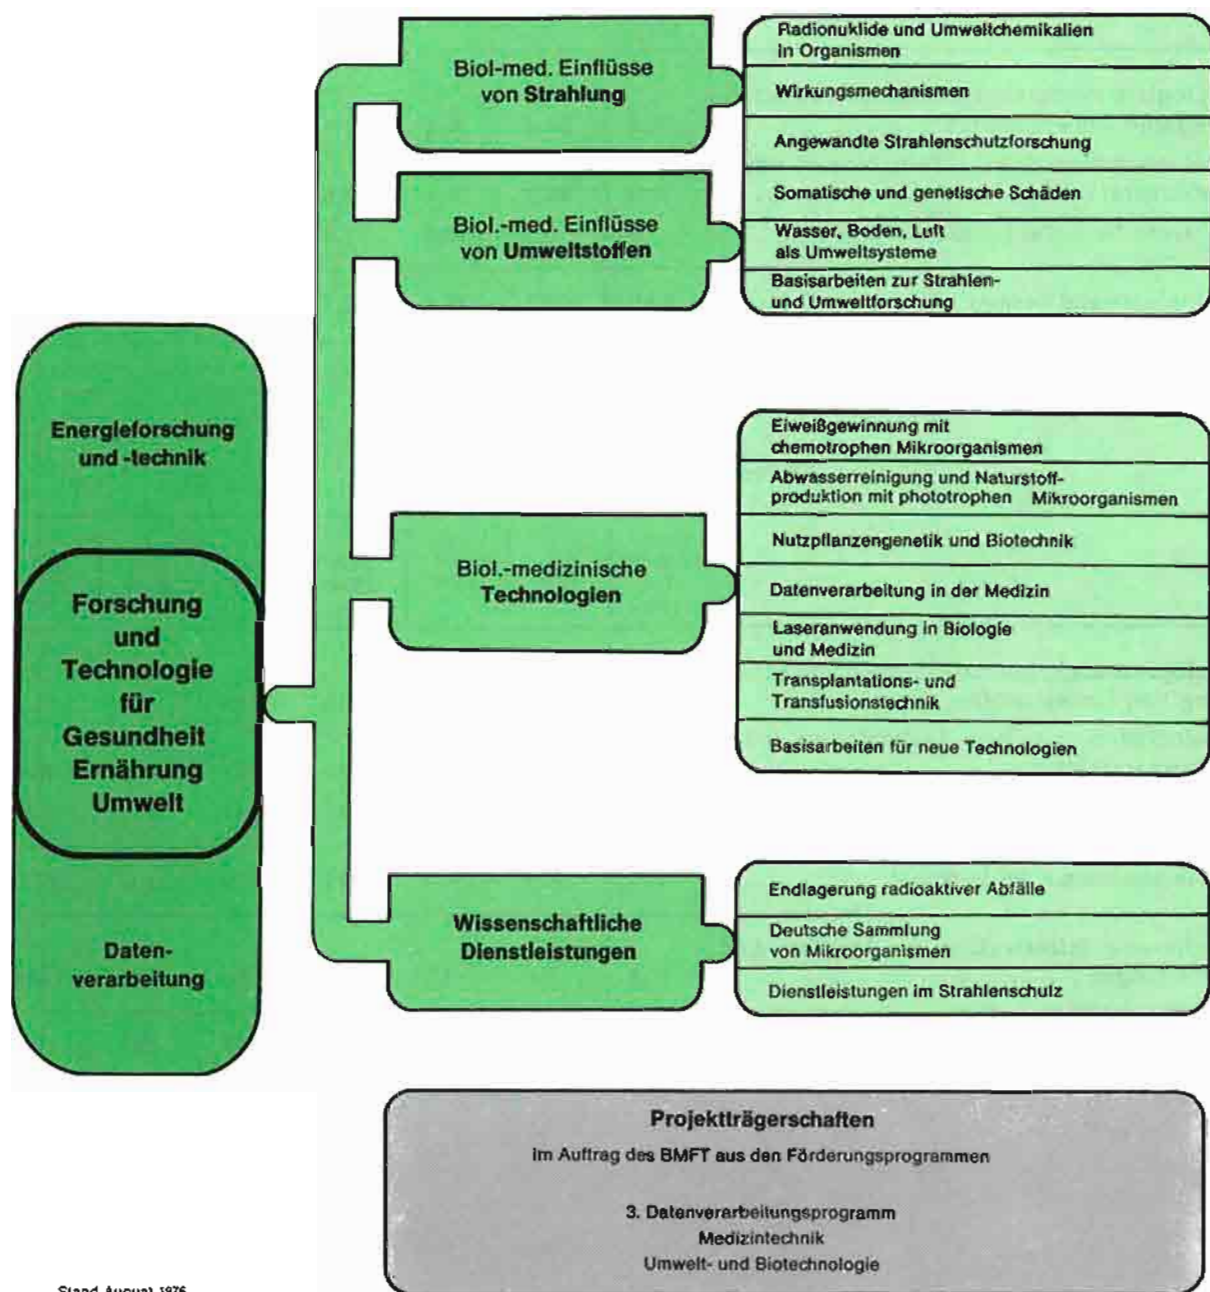 Energieforschung
und -technik
Forschung
und
Technologie
für
Gesundheit
Ernährung
Umwelt
Daten-
verarbeitung
Biol-med. Einflüsse
von Strahlung
Biol.-med. Einflüsse
von Umweltstoffen
Radionuklide und Umweltchemikalien
in Organismen
Wirkungsmechanismen
Angewandte Strahlenschutzforschung
Somatische und genetische Schäden
Wasser, Boden, Luft
als Umweltsysteme
Basisarbeiten zur Strahlen-
und Umweltforschung
Biol.-medizinische
Technologien
Eiweißgewinnung mit
chemotrophen Mikroorganismen
Abwasserreinigung und Naturstoff-
produktion mit phototrophen Mikroorganismen
Nutzpflanzengenetik und Biotechnik
Datenverarbeitung in der Medizin
Laseranwendung in Biologie
und Medizin
Transplantations- und
Transfusionstechnik
Basisarbeiten für neue Technologien
Wissenschaftliche
Dienstleistungen
Endlagerung radioaktiver Abfälle
Deutsche Sammlung
von Mikroorganismen
Dienstleistungen im Strahlenschutz
Projektträgerschaften
im Auftrag des BMFT aus den Förderungsprogrammen
3. Datenverarbeitungsprogramm
Medizintechnik
Umwelt- und Biotechnologie
Stand August 1976